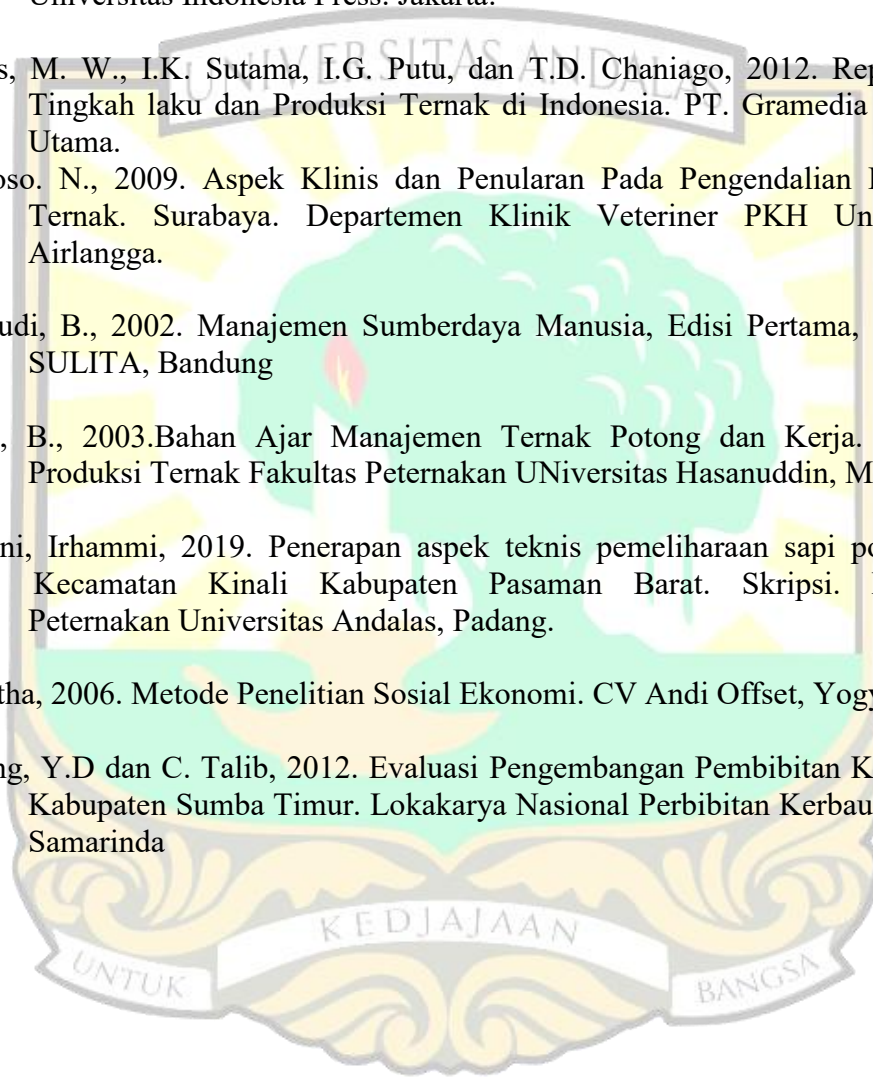 Universitas Indonesia Press. Jakarta.
UNIVERSITAS ANDALAS
s, M. W., I.K. Sutama, I.G. Putu, dan T.D. Chaniago, 2012. Rep
Tingkah laku dan Produksi Ternak di Indonesia. PT. Gramedia
Utama.
oso. N., 2009. Aspek Klinis dan Penularan Pada Pengendalian
Ternak. Surabaya. Departemen Klinik Veteriner PKH Un
Airlangga.
udi, B., 2002. Manajemen Sumberdaya Manusia, Edisi Pertama,
SULITA, Bandung
, B., 2003.Bahan Ajar Manajemen Ternak Potong dan Kerja.
Produksi Ternak Fakultas Peternakan UNiversitas Hasanuddin, M
ni, Irhammi, 2019. Penerapan aspek teknis pemeliharaan sapi po
Kecamatan Kinali Kabupaten Pasaman Barat. Skripsi.
Peternakan Universitas Andalas, Padang.
tha, 2006. Metode Penelitian Sosial Ekonomi. CV Andi Offset, Yogy
ng, Y.D dan C. Talib, 2012. Evaluasi Pengembangan Pembibitan K
Kabupaten Sumba Timur. Lokakarya Nasional Perbibitan Kerbau
Samarinda
UNTUK KEDJAJAAN BANGSA